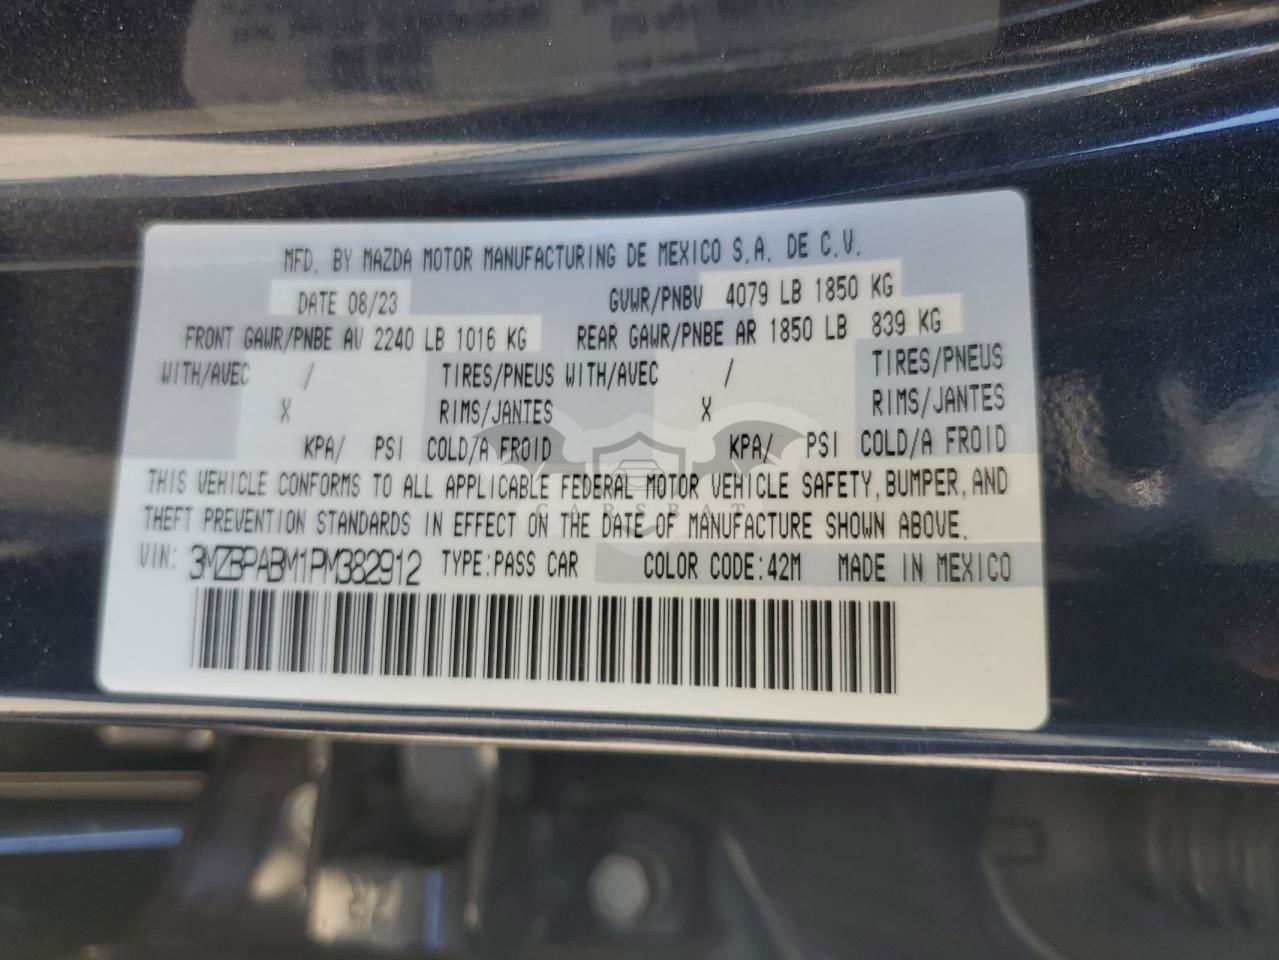 MFD. BY MAZDA MOTOR MANUFACTURING DE MEXICO S.A. DE C.V.
DATE 08/23 GVWR/PNBV 4079 LB 1850 KG
FRONT GAWR/PNBE AV 2240 LB 1016 KG REAR GAWR/PNBE AR 1850 LB 839 KG
WITH/AVEC / TIRES/PNEUS WITH/AVEC / TIRES/PNEUS
X RIMS/JANTES X RIMS/JANTES
KPA/ PSI COLD/A FROID KPA/ PSI COLD/A FROID
THIS VEHICLE CONFORMS TO ALL APPLICABLE FEDERAL MOTOR VEHICLE SAFETY, BUMPER, AND
CARSBAT
THEFT PREVENTION STANDARDS IN EFFECT ON THE DATE OF MANUFACTURE SHOWN ABOVE.
VIN: 3MZBPABM1PM382912 TYPE:PASS CAR COLOR CODE:42M MADE IN MEXICO